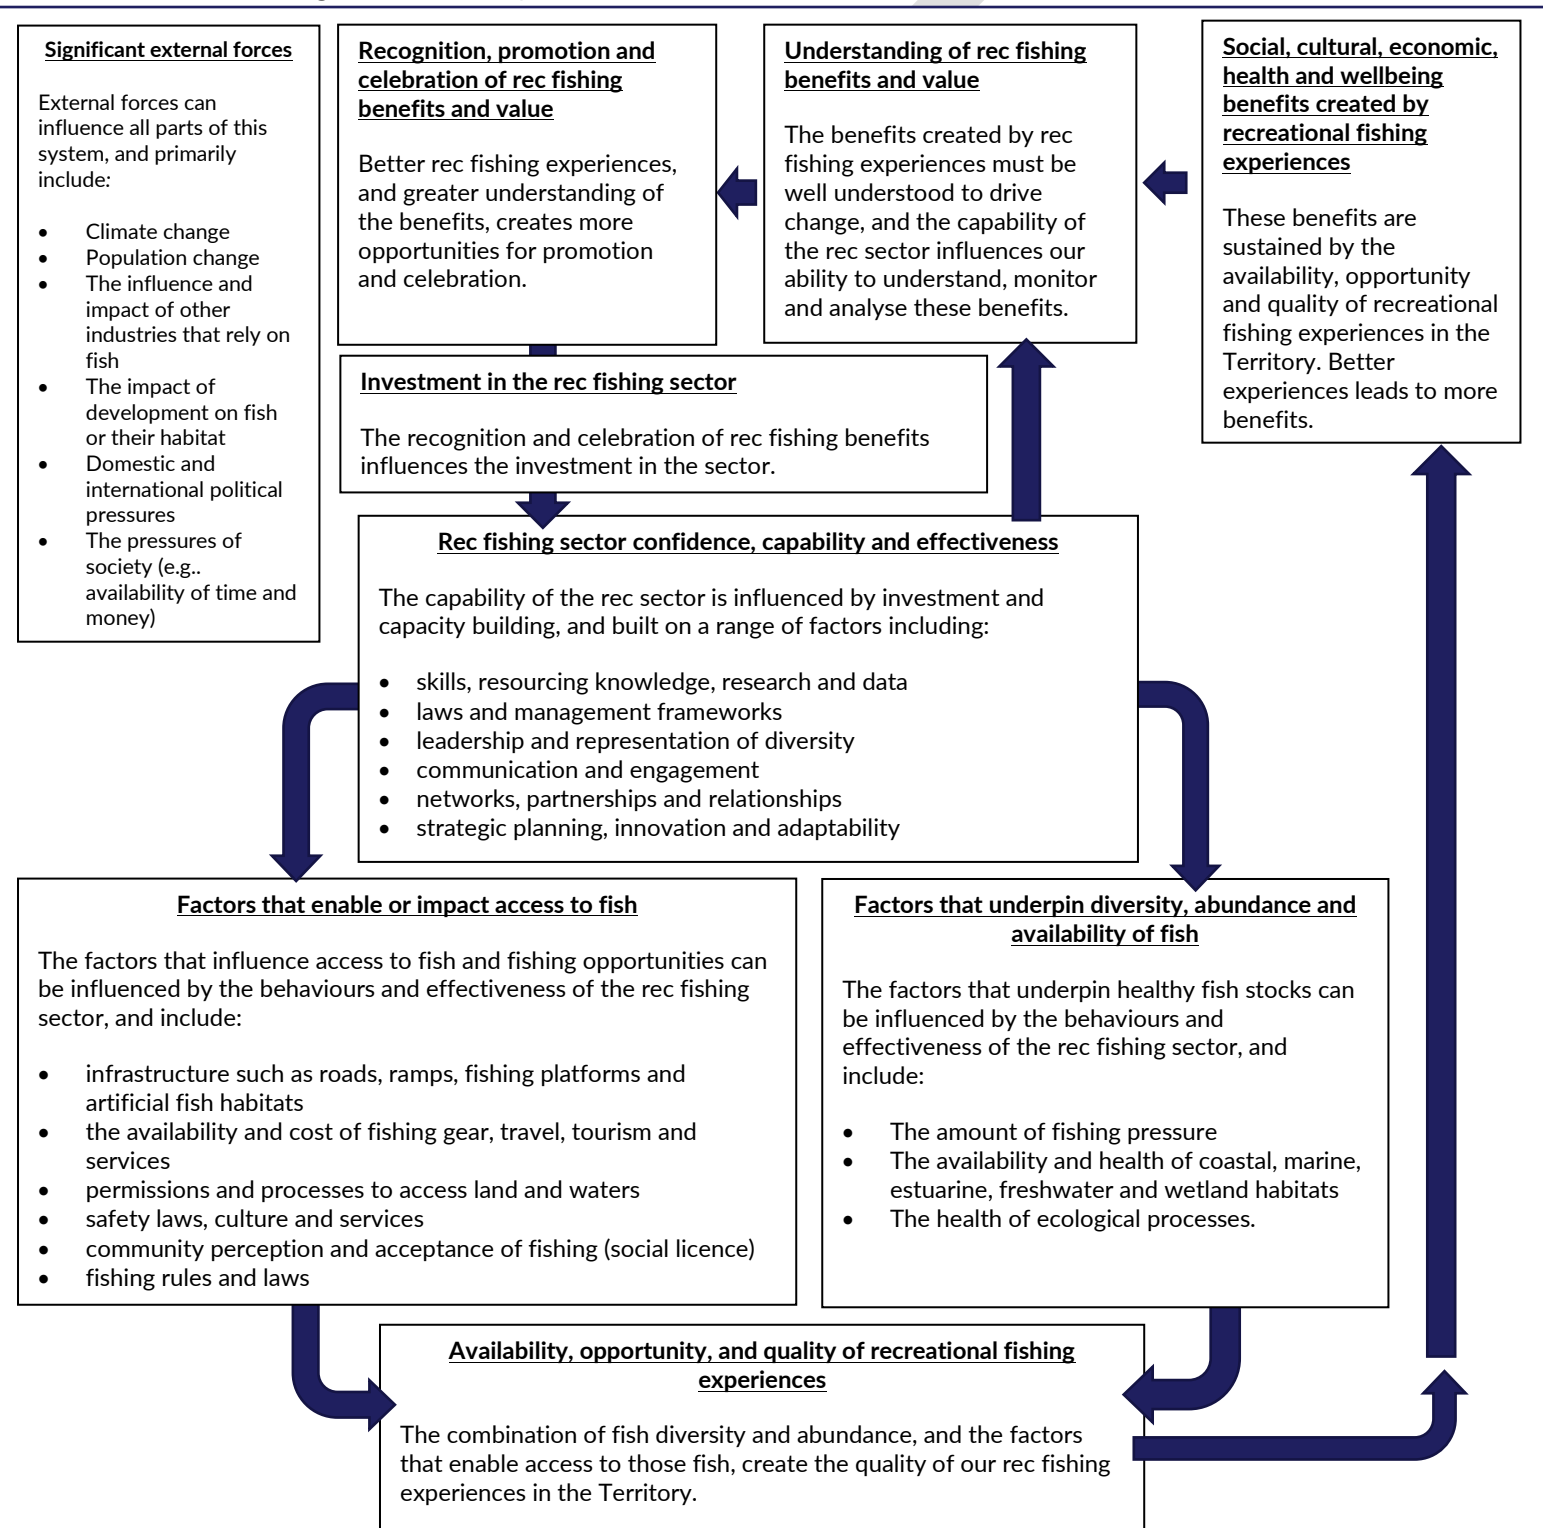 Significant external forces
External forces can
influence all parts of this
system, and primarily
include:
• Climate change
• Population change
• The influence and
impact of other
industries that rely on
fish
• The impact of
development on fish
or their habitat
• Domestic and
international political
pressures
• The pressures of
society (e.g..
availability of time and
money)
Recognition, promotion and
celebration of rec fishing
benefits and value
Better rec fishing experiences,
and greater understanding of
the benefits, creates more
opportunities for promotion
and celebration.
Understanding of rec fishing
benefits and value
The benefits created by rec
fishing experiences must be
well understood to drive
change, and the capability of
the rec sector influences our
ability to understand, monitor
and analyse these benefits.
Social, cultural, economic,
health and wellbeing
benefits created by
recreational fishing
experiences
These benefits are
sustained by the
availability, opportunity
and quality of recreational
fishing experiences in the
Territory. Better
experiences leads to more
benefits.
Investment in the rec fishing sector
The recognition and celebration of rec fishing benefits
influences the investment in the sector.
Rec fishing sector confidence, capability and effectiveness
The capability of the rec sector is influenced by investment and
capacity building, and built on a range of factors including:
• skills, resourcing knowledge, research and data
• laws and management frameworks
• leadership and representation of diversity
• communication and engagement
• networks, partnerships and relationships
• strategic planning, innovation and adaptability
Factors that enable or impact access to fish
The factors that influence access to fish and fishing opportunities can
be influenced by the behaviours and effectiveness of the rec fishing
sector, and include:
• infrastructure such as roads, ramps, fishing platforms and
artificial fish habitats
• the availability and cost of fishing gear, travel, tourism and
services
• permissions and processes to access land and waters
• safety laws, culture and services
• community perception and acceptance of fishing (social licence)
• fishing rules and laws
Factors that underpin diversity, abundance and
availability of fish
The factors that underpin healthy fish stocks can
be influenced by the behaviours and
effectiveness of the rec fishing sector, and
include:
• The amount of fishing pressure
• The availability and health of coastal, marine,
estuarine, freshwater and wetland habitats
• The health of ecological processes.
Availability, opportunity, and quality of recreational fishing
experiences
The combination of fish diversity and abundance, and the factors
that enable access to those fish, create the quality of our rec fishing
experiences in the Territory.